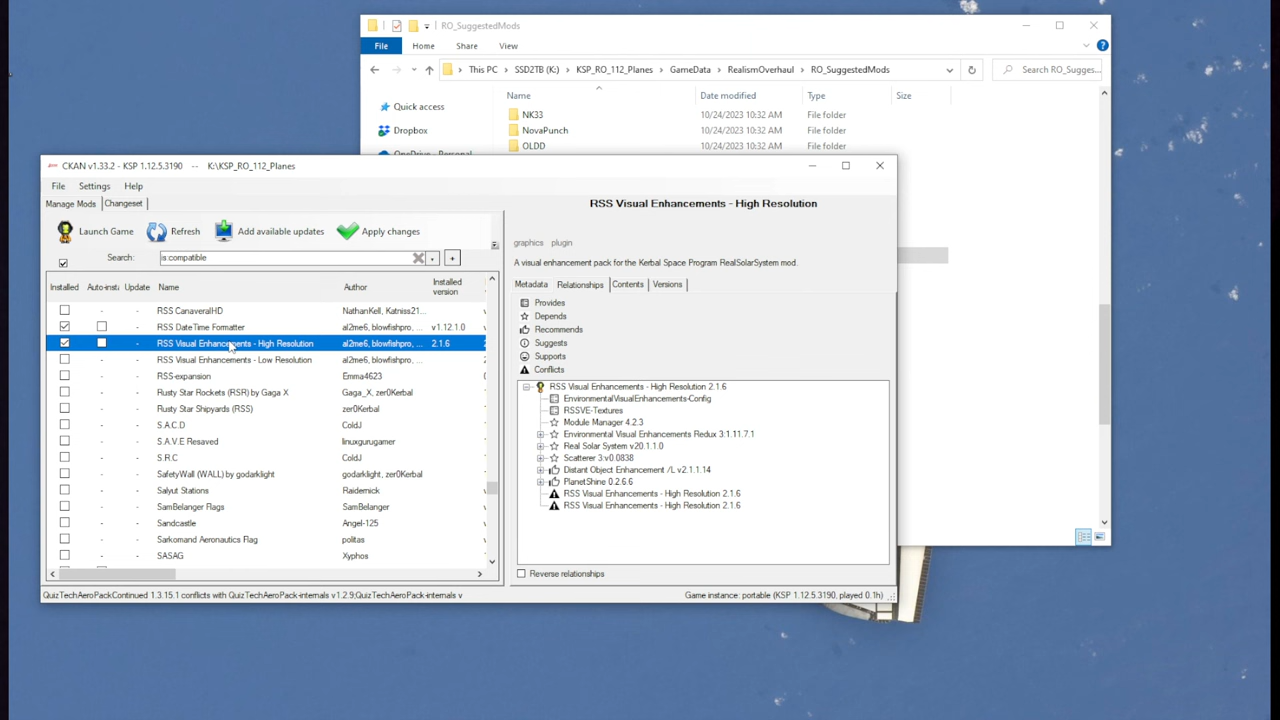 RO_SuggestedMods
File Home Share View
This PC SSD2TB (K:) KSP_RO_112_Planes GameData RealismOverhaul RO_SuggestedMods Search RO_Sugges...
Quick access
Dropbox
OneDrive - Personal
Name Date modified Type Size
NK33 10/24/2023 10:32 AM File folder
NovaPunch 10/24/2023 10:32 AM File folder
OLDD 10/24/2023 10:32 AM File folder
CKAN v1.33.2 - KSP 1.12.5.3190 -- K:\KSP_RO_112_Planes
File Settings Help
Manage Mods Changeset
Launch Game Refresh Add available updates Apply changes
Search: is:compatible
Installed Auto-insta Update Name Author Installed version
RSS CanaveralHD NathanKell, Katniss21...
RSS DateTime Formatter al2me6, blowfishpro, ... v1.12.1.0
RSS Visual Enhancements - High Resolution al2me6, blowfishpro, ... 2.1.6
RSS Visual Enhancements - Low Resolution al2me6, blowfishpro, ...
RSS-expansion Emma4623
Rusty Star Rockets (RSR) by Gaga X Gaga_X, zer0Kerbal
Rusty Star Shipyards (RSS) zer0Kerbal
S.A.C.D ColdJ
S.A.V.E Resaved linuxgurugamer
S.R.C ColdJ
SafetyWall (WALL) by godarklight godarklight, zer0Kerbal
Salyut Stations Raidernick
SamBelanger Flags SamBelanger
Sandcastle Angel-125
Sarkomand Aeronautics Flag politas
SASAG Xyphos
RSS Visual Enhancements - High Resolution
graphics plugin
A visual enhancement pack for the Kerbal Space Program RealSolarSystem mod.
Metadata Relationships Contents Versions
Provides
Depends
Recommends
Suggests
Supports
Conflicts
RSS Visual Enhancements - High Resolution 2.1.6
EnvironmentalVisualEnhancements-Config
RSSVE-Textures
Module Manager 4.2.3
Environmental Visual Enhancements Redux 3:1.11.7.1
Real Solar System v20.1.1.0
Scatterer 3:v0.0838
Distant Object Enhancement /L v2.1.1.14
PlanetShine 0.2.6.6
RSS Visual Enhancements - High Resolution 2.1.6
RSS Visual Enhancements - High Resolution 2.1.6
Reverse relationships
QuizTechAeroPackContinued 1.3.15.1 conflicts with QuizTechAeroPack-internals v1.2.9;QuizTechAeroPack-internals v
Game instance: portable (KSP 1.12.5.3190, played 0.1h)